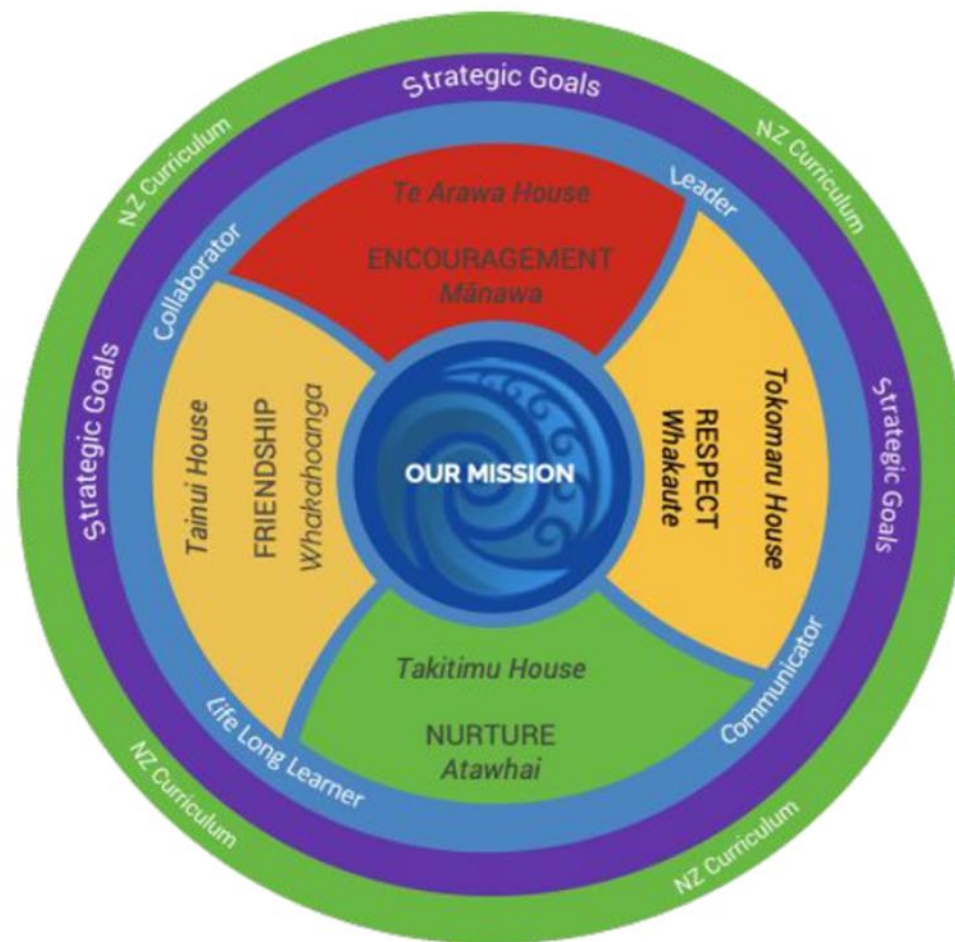 Strategic Goals
NZ Curriculum
NZ Curriculum
Leader
Collaborator
Te Arawa House
ENCOURAGEMENT
Mānawa
Strategic Goals
Tainui House
FRIENDSHIP
Whakahoanga
OUR MISSION
Tokomaru House
RESPECT
Whakaute
Strategic Goals
Takitimu House
NURTURE
Atawhai
Life Long Learner
Communicator
NZ Curriculum
NZ Curriculum